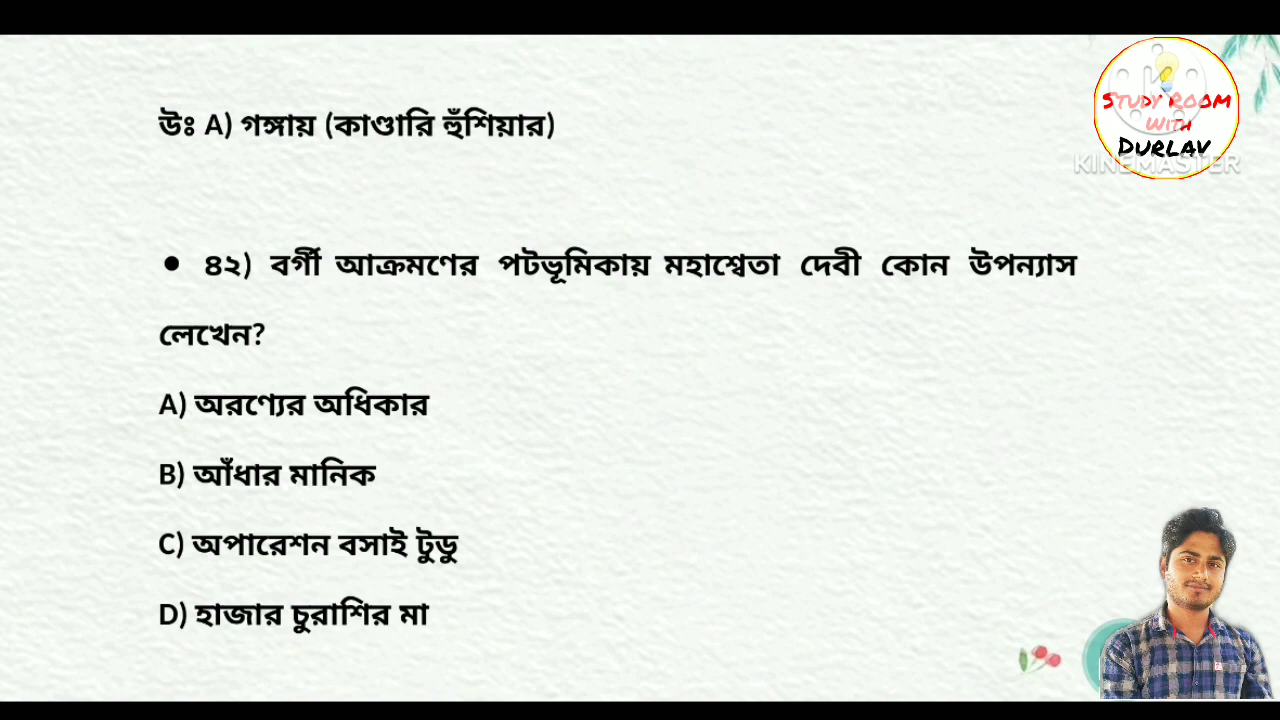 উঃ A) গঙ্গায় (কাণ্ডারি হুঁশিয়ার)
STUDY ROOM
WITH
DURLAV
KINEMASTER
• ৪২) বর্গী আক্রমণের পটভূমিকায় মহাশ্বেতা দেবী কোন উপন্যাস
লেখেন?
A) অরণ্যের অধিকার
B) আঁধার মানিক
C) অপারেশন বসাই টুডু
D) হাজার চুরাশির মা